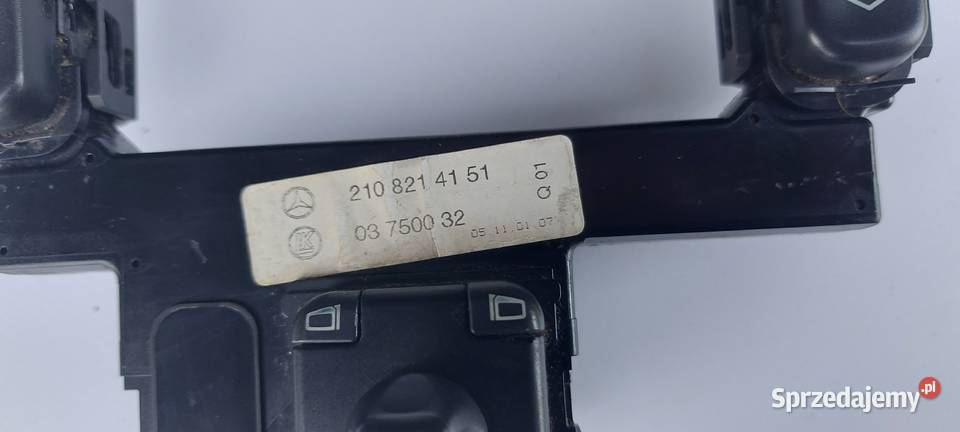 210 821 41 51
Q 01
03 7500 32
05 11.01 07
K
Sprzedajemy.pl